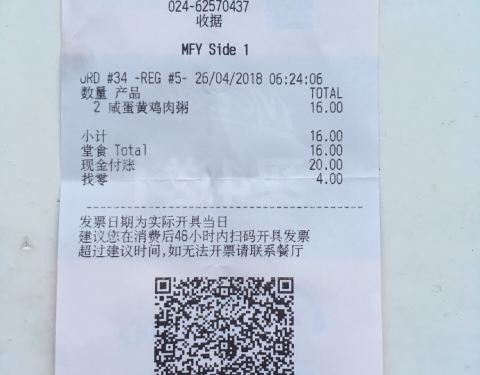 024-62570437
收据
MFY Side 1
ORD #34 -REG #5- 26/04/2018 06:24:06
数量 产品 TOTAL
2 咸蛋黄鸡肉粥 16.00
小计 16.00
堂食 Total 16.00
现金付账 20.00
找零 4.00
发票日期为实际开具当日
建议您在消费后46小时内扫码开具发票
超过建议时间,如无法开票请联系餐厅